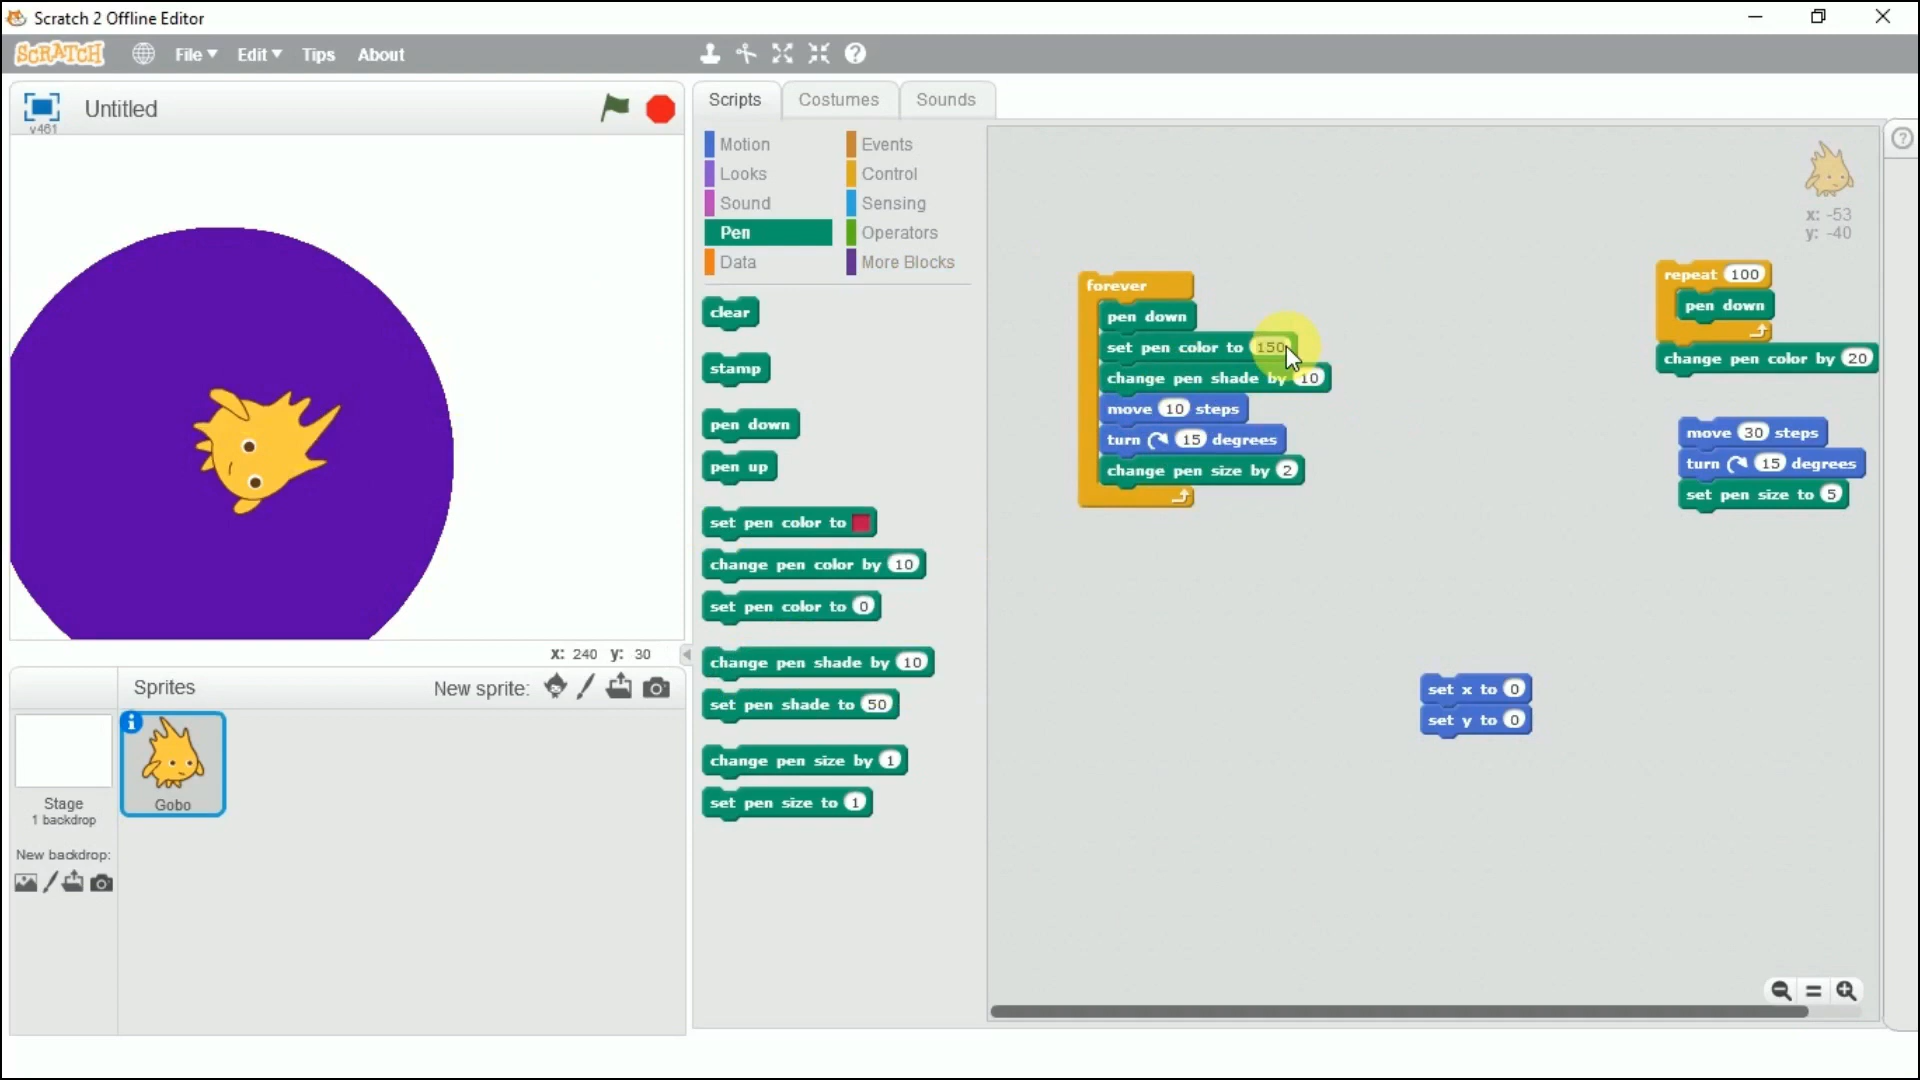 Scratch 2 Offline Editor
SCRATCH File Edit Tips About
v461
Untitled
Scripts
Costumes
Sounds
Motion
Looks
Sound
Pen
Data
Events
Control
Sensing
Operators
More Blocks
clear
stamp
pen down
pen up
set pen color to
change pen color by 10
set pen color to 0
change pen shade by 10
set pen shade to 50
change pen size by 1
set pen size to 1
forever
pen down
set pen color to 150
change pen shade by 10
move 10 steps
turn 15 degrees
change pen size by 2
x: -53
y: -40
repeat 100
pen down
change pen color by 20
move 30 steps
turn 15 degrees
set pen size to 5
set x to 0
set y to 0
x: 240 y: 30
Sprites
New sprite:
Stage
1 backdrop
New backdrop:
Gobo